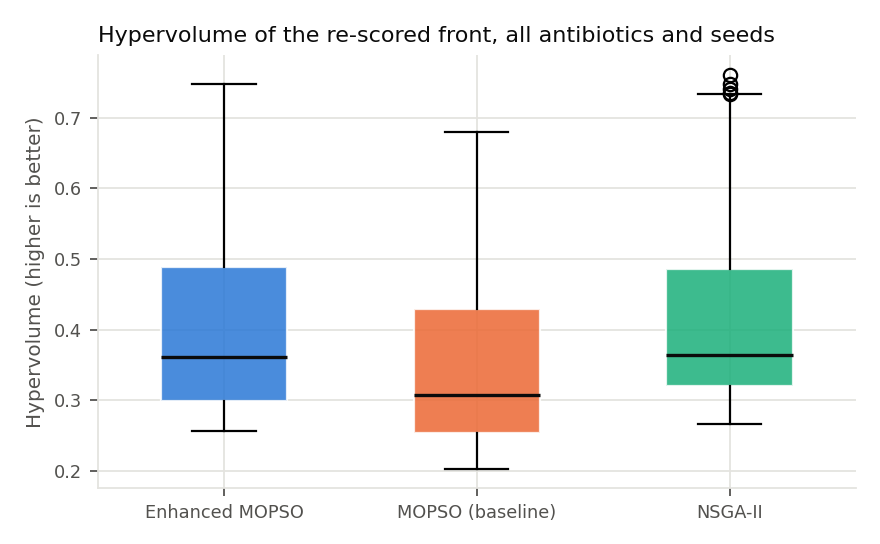 Hypervolume of the re-scored front, all antibiotics and seeds
Hypervolume (higher is better)
0.7
0.6
0.5
0.4
0.3
0.2
Enhanced MOPSO
MOPSO (baseline)
NSGA-II